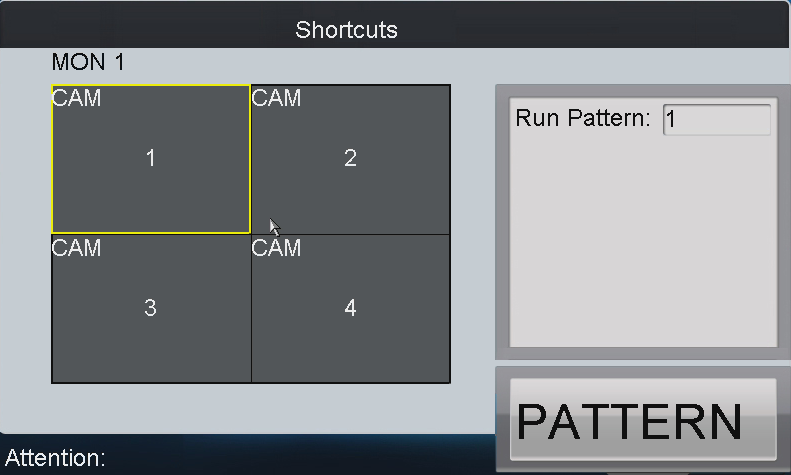 Shortcuts
MON 1
CAM
1
CAM
2
CAM
3
CAM
4
Run Pattern: 1
PATTERN
Attention: